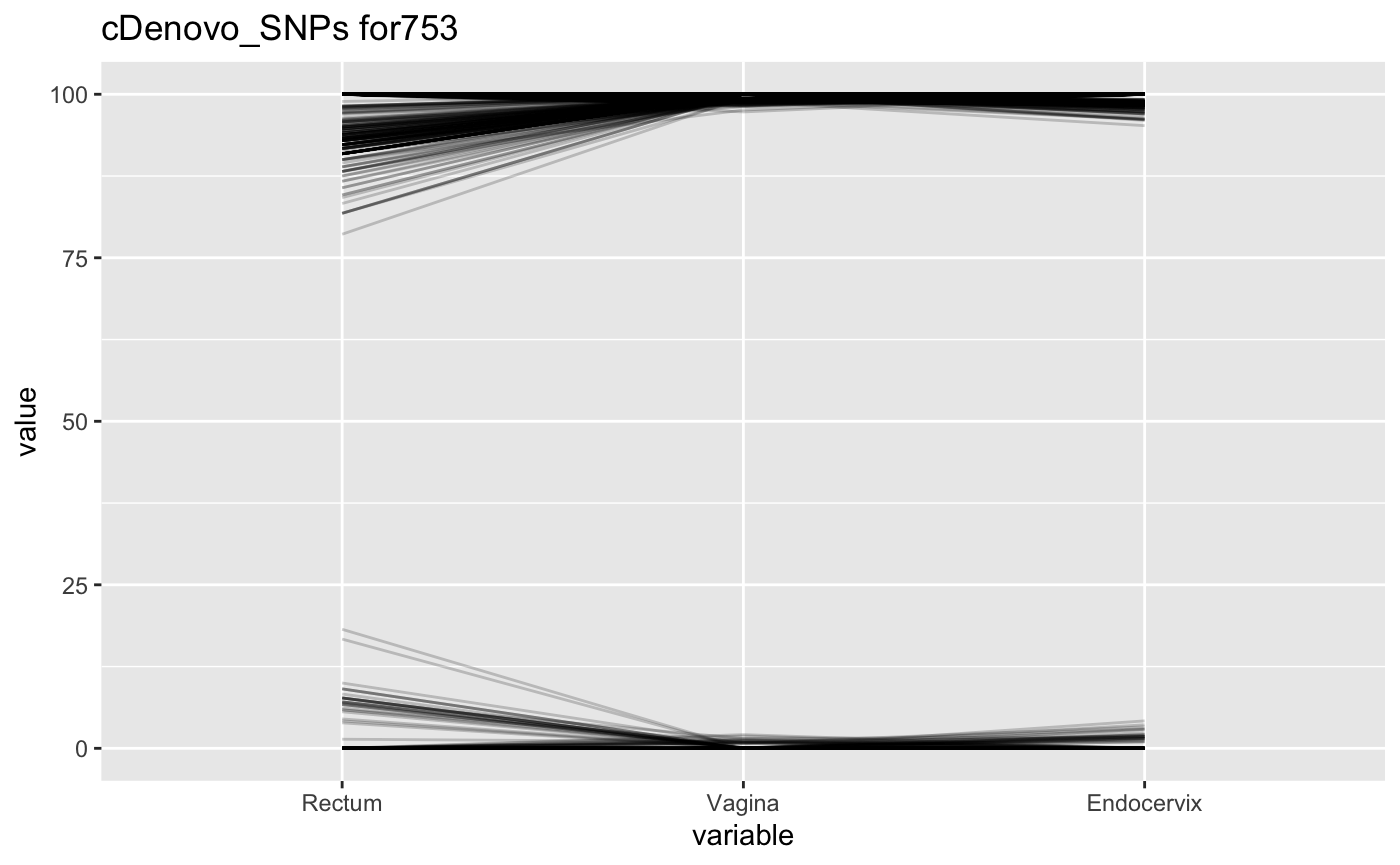 cDenovo_SNPs for753
100
75
50
25
0
value
Rectum Vagina Endocervix
variable